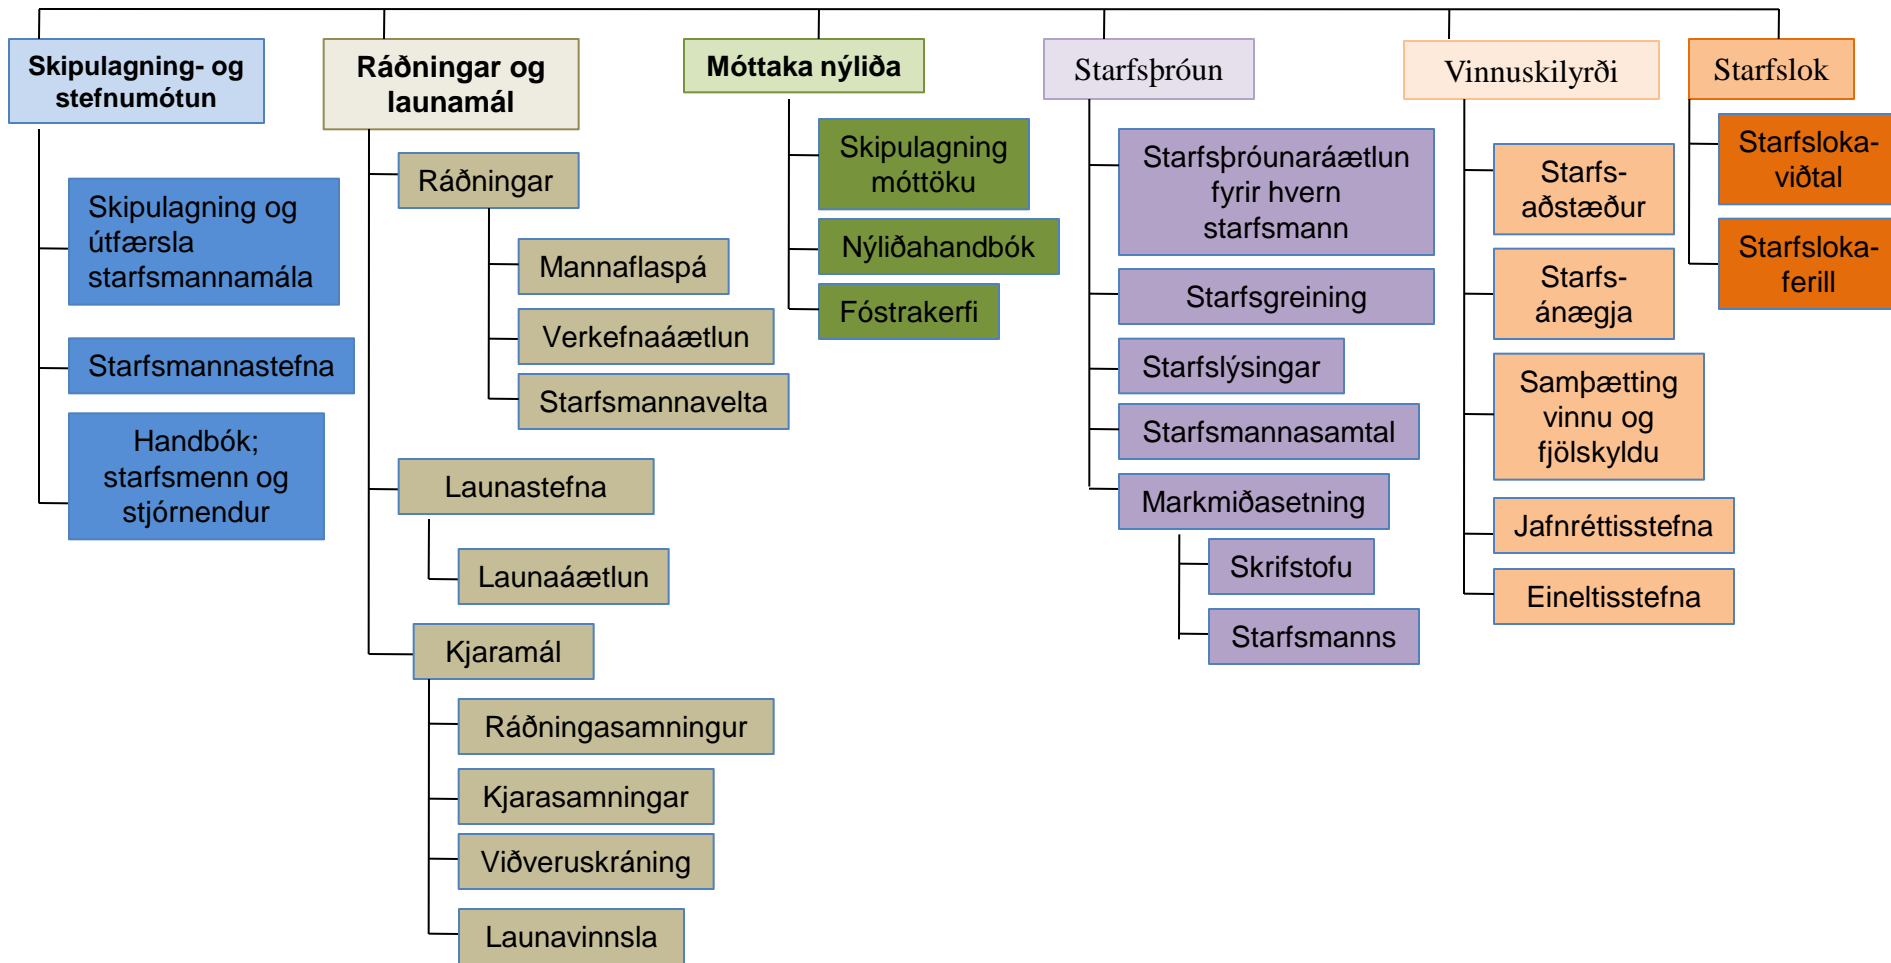 Skipulagning- og
stefnumótun
Skipulagning og
útfærsla
starfsmannamála
Starfsmannastefna
Handbók;
starfsmenn og
stjórnendur
Ráðningar og
launamál
Ráðningar
Mannaflaspá
Verkefnaáætlun
Starfsmannavelta
Launastefna
Launaáætlun
Kjaramál
Ráðningasamningur
Kjarasamningar
Viðveruskráning
Launavinnsla
Móttaka nýliða
Skipulagning
móttöku
Nýliðahandbók
Fóstrakerfi
Starfsþróun
Starfsþróunaráætlun
fyrir hvern
starfsmann
Starfsgreining
Starfslýsingar
Starfsmannasamtal
Markmiðasetning
Skrifstofu
Starfsmanns
Vinnuskilyrði
Starfs-
aðstæður
Starfs-
ánægja
Samþætting
vinnu og
fjölskyldu
Jafnréttisstefna
Eineltisstefna
Starfslok
Starfsloka-
viðtal
Starfsloka-
ferill